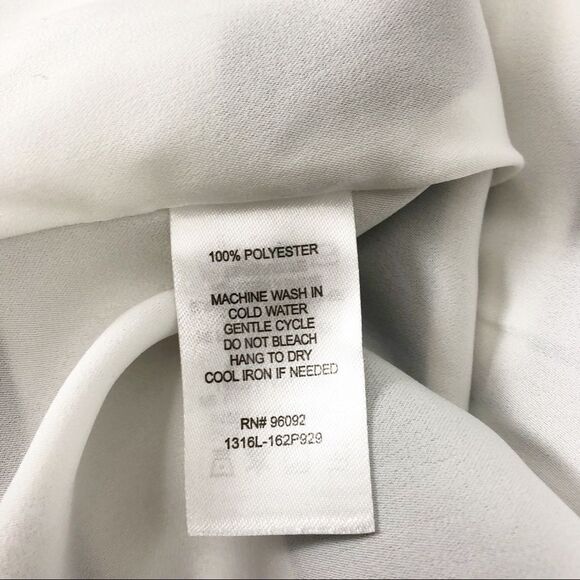 100% POLYESTER
MACHINE WASH IN
COLD WATER
GENTLE CYCLE
DO NOT BLEACH
HANG TO DRY
COOL IRON IF NEEDED
RN# 96092
1316L-162P929